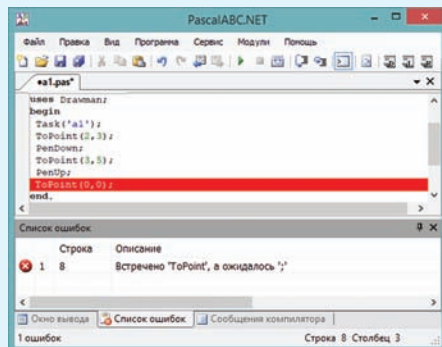 PascalABC.NET
Файл Правка Вид Программа Сервис Модули Помощь
•a1.pas*
uses Drawman;
begin
Task('a1');
ToPoint(2,3);
PenDown;
ToPoint(3,5);
PenUp;
ToPoint(0,0);
end.
Список ошибок
Строка Описание
1 8 Встречено 'ToPoint', а ожидалось ';'
Окно вывода Список ошибок Сообщения компилятора
1 ошибок Строка 8 Столбец 3